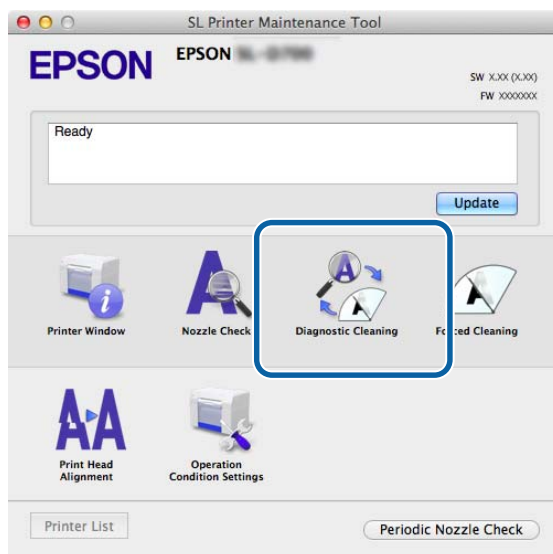 SL Printer Maintenance Tool
EPSON
EPSON
SW X.XX (X.XX)
FW XXXXXXX
Ready
Update
Printer Window
Nozzle Check
Diagnostic Cleaning
Forced Cleaning
Print Head
Alignment
Operation
Condition Settings
Printer List
Periodic Nozzle Check